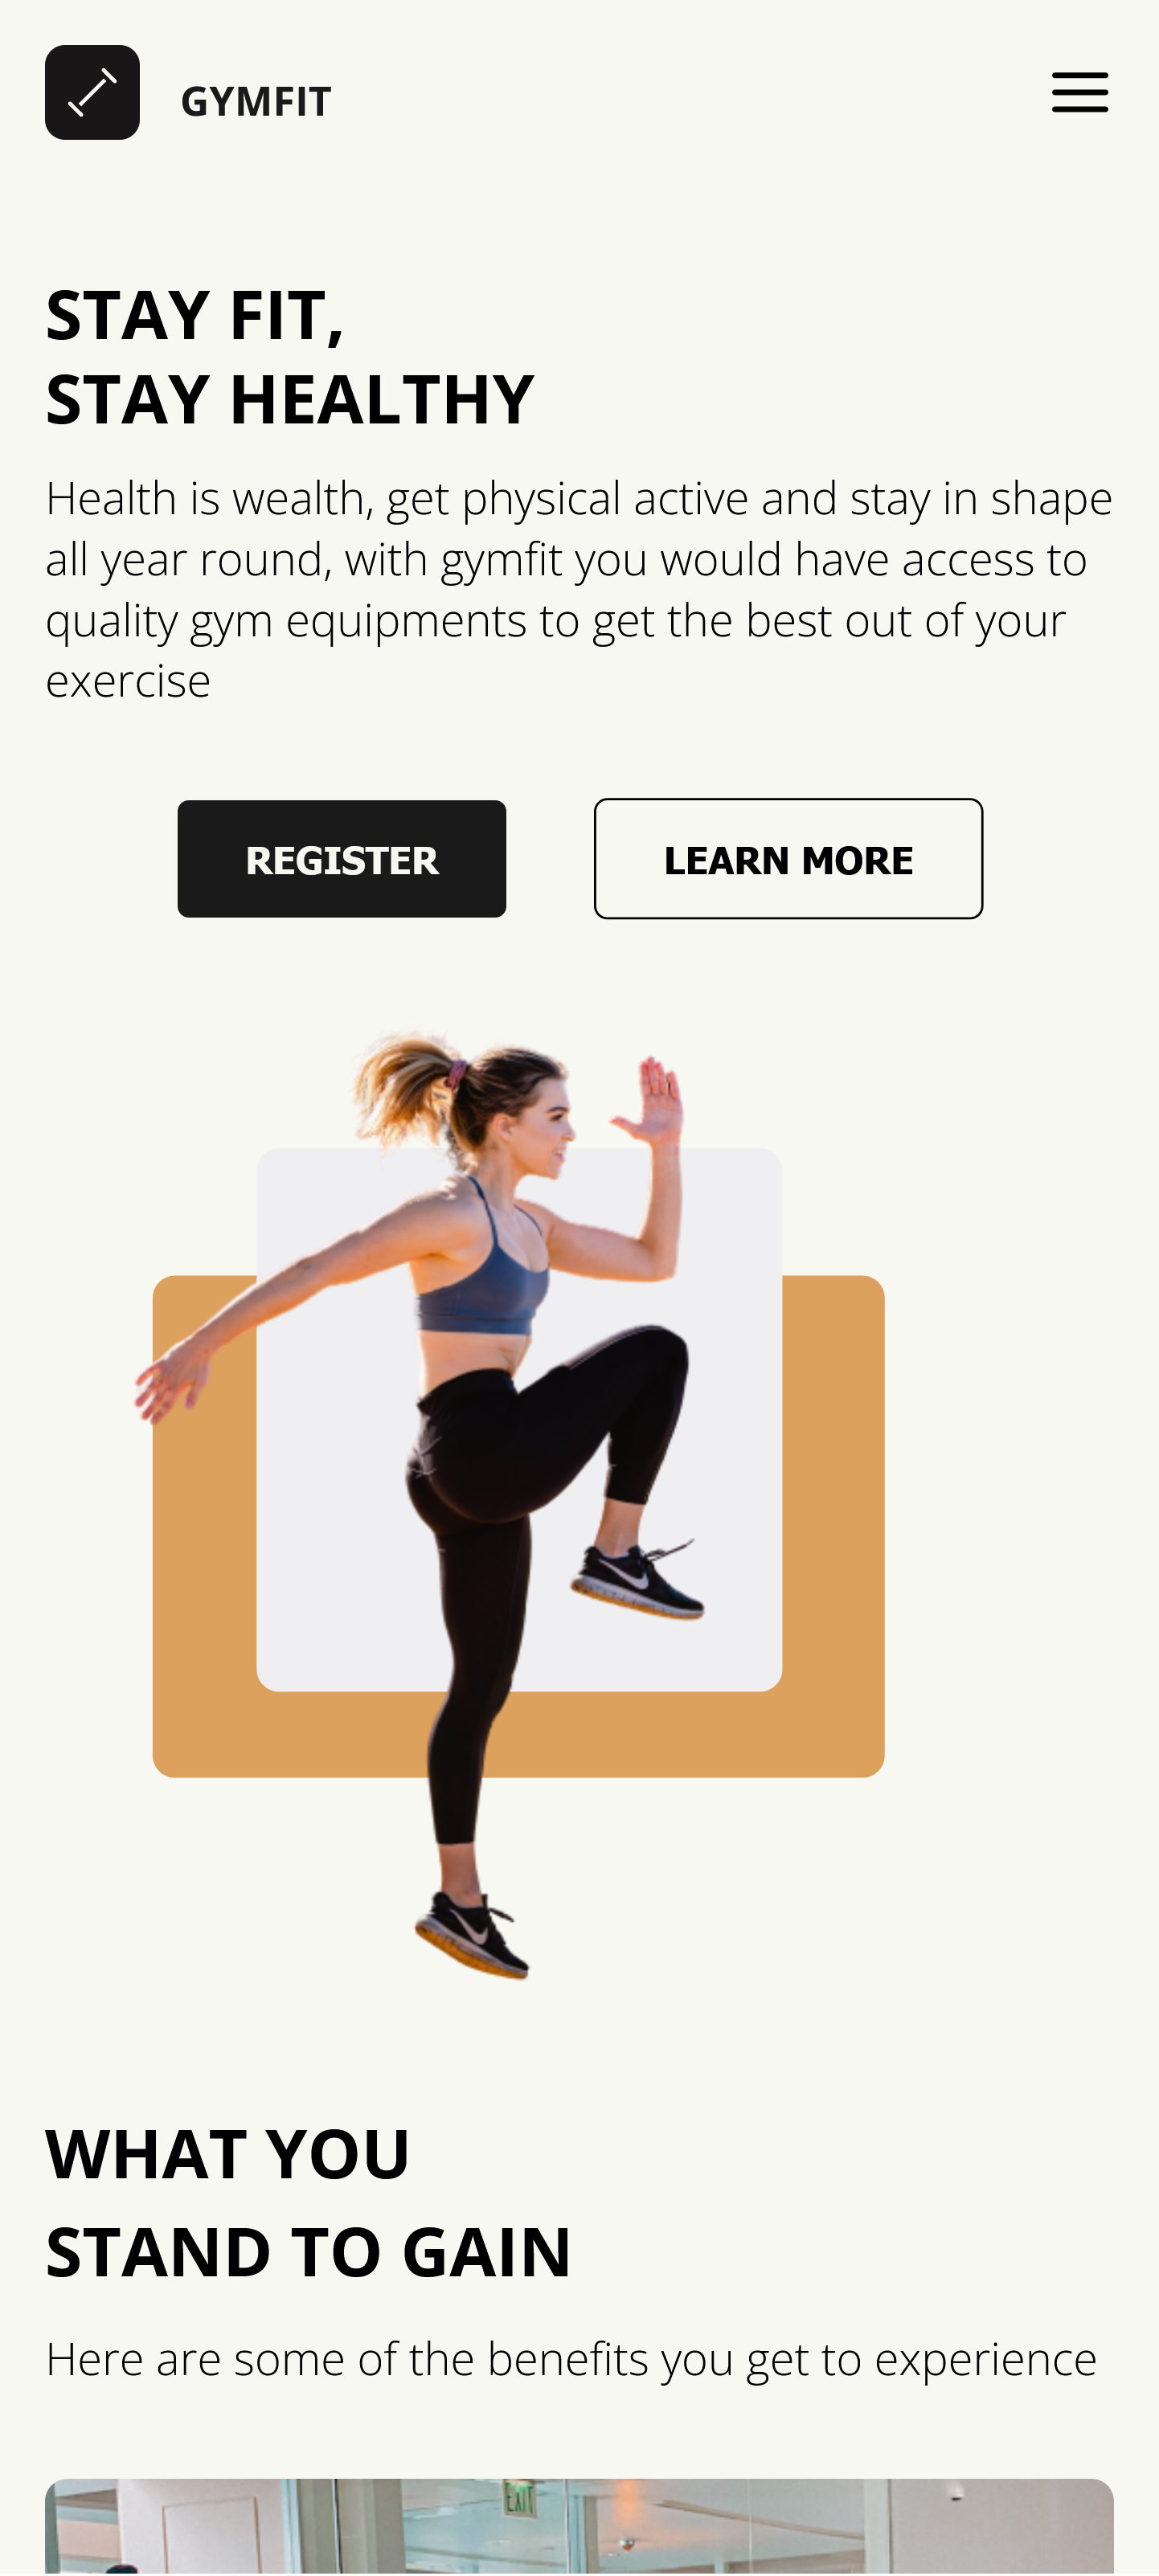 GYMFIT
STAY FIT,
STAY HEALTHY
Health is wealth, get physical active and stay in shape
all year round, with gymfit you would have access to
quality gym equipments to get the best out of your
exercise
REGISTER
LEARN MORE
WHAT YOU
STAND TO GAIN
Here are some of the benefits you get to experience
EXIT